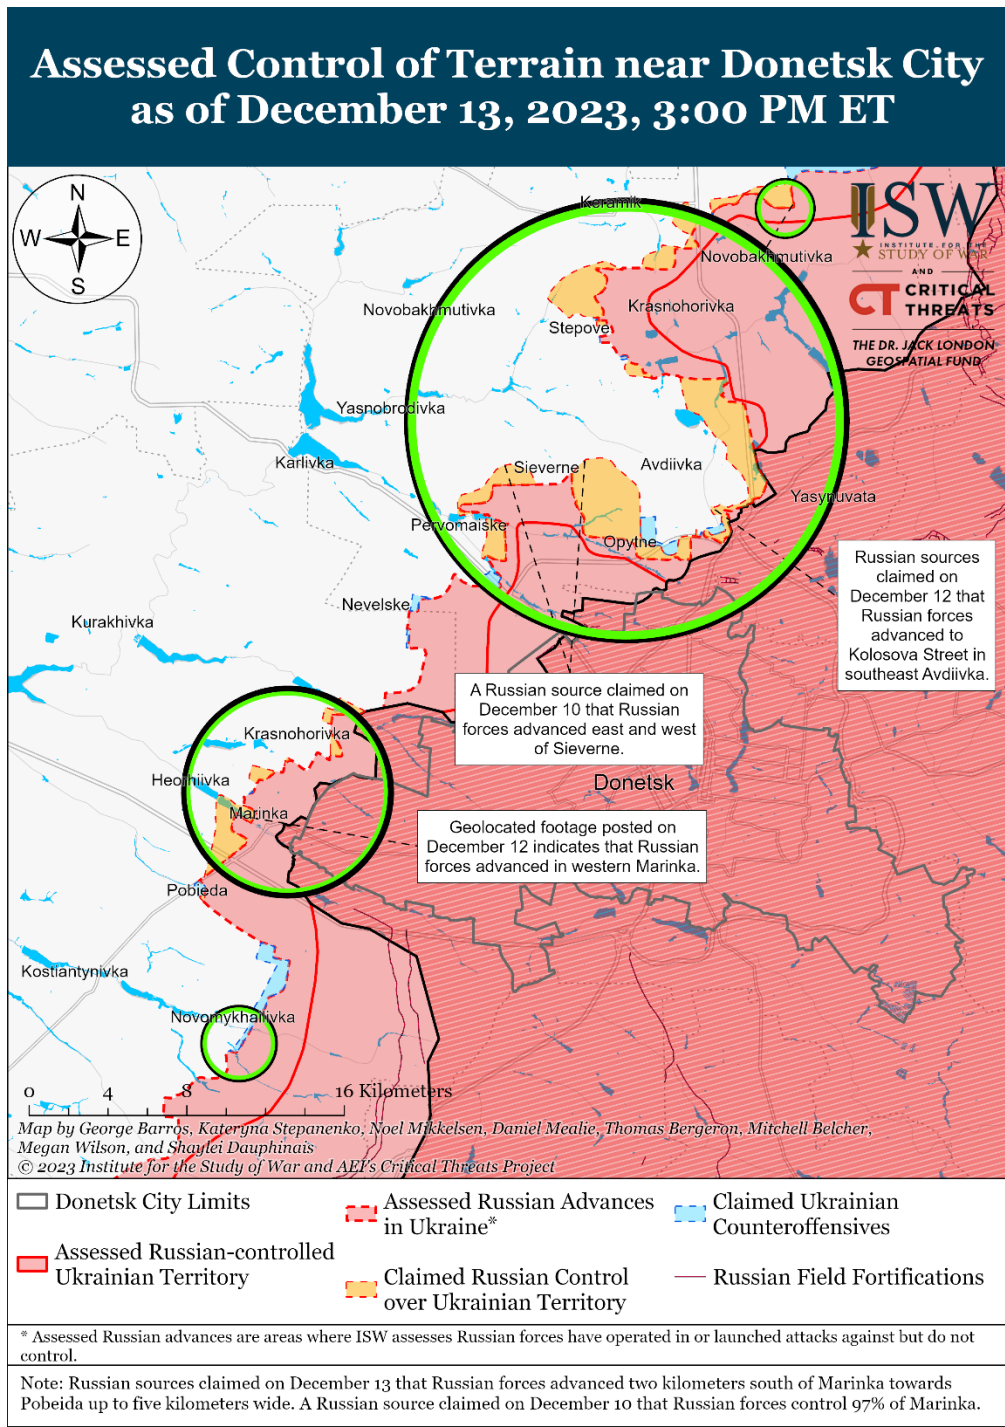 Assessed Control of Terrain near Donetsk City
as of December 13, 2023, 3:00 PM ET
N
W
E
S
ISW
INSTITUTE FOR THE
STUDY OF WAR
AND
CT CRITICAL
THREATS
THE DR. JACK LONDON
GEOSPATIAL FUND
Keramik
Novobakhmutivka
Novobakhmutivka
Krasnohorivka
Stepove
Yasnobrodivka
Karlivka
Sieverne
Avdiivka
Yasynuvata
Pervomaiske
Opytne
Nevelske
Kurakhivka
Russian sources
claimed on
December 12 that
Russian forces
advanced to
Kolosova Street in
southeast Avdiivka.
A Russian source claimed on
December 10 that Russian
forces advanced east and west
of Sieverne.
Krasnohorivka
Heorhiivka
Donetsk
Marinka
Geolocated footage posted on
December 12 indicates that Russian
forces advanced in western Marinka.
Pobieda
Kostiantynivka
Novomykhailivka
0 4 8 16 Kilometers
Map by George Barros, Kateryna Stepanenko, Noel Mikkelsen, Daniel Mealie, Thomas Bergeron, Mitchell Belcher,
Megan Wilson, and Shaylei Dauphinais
© 2023 Institute for the Study of War and AEI's Critical Threats Project
Donetsk City Limits
Assessed Russian-controlled
Ukrainian Territory
Assessed Russian Advances
in Ukraine*
Claimed Russian Control
over Ukrainian Territory
Claimed Ukrainian
Counteroffensives
Russian Field Fortifications
* Assessed Russian advances are areas where ISW assesses Russian forces have operated in or launched attacks against but do not
control.
Note: Russian sources claimed on December 13 that Russian forces advanced two kilometers south of Marinka towards
Pobeida up to five kilometers wide. A Russian source claimed on December 10 that Russian forces control 97% of Marinka.